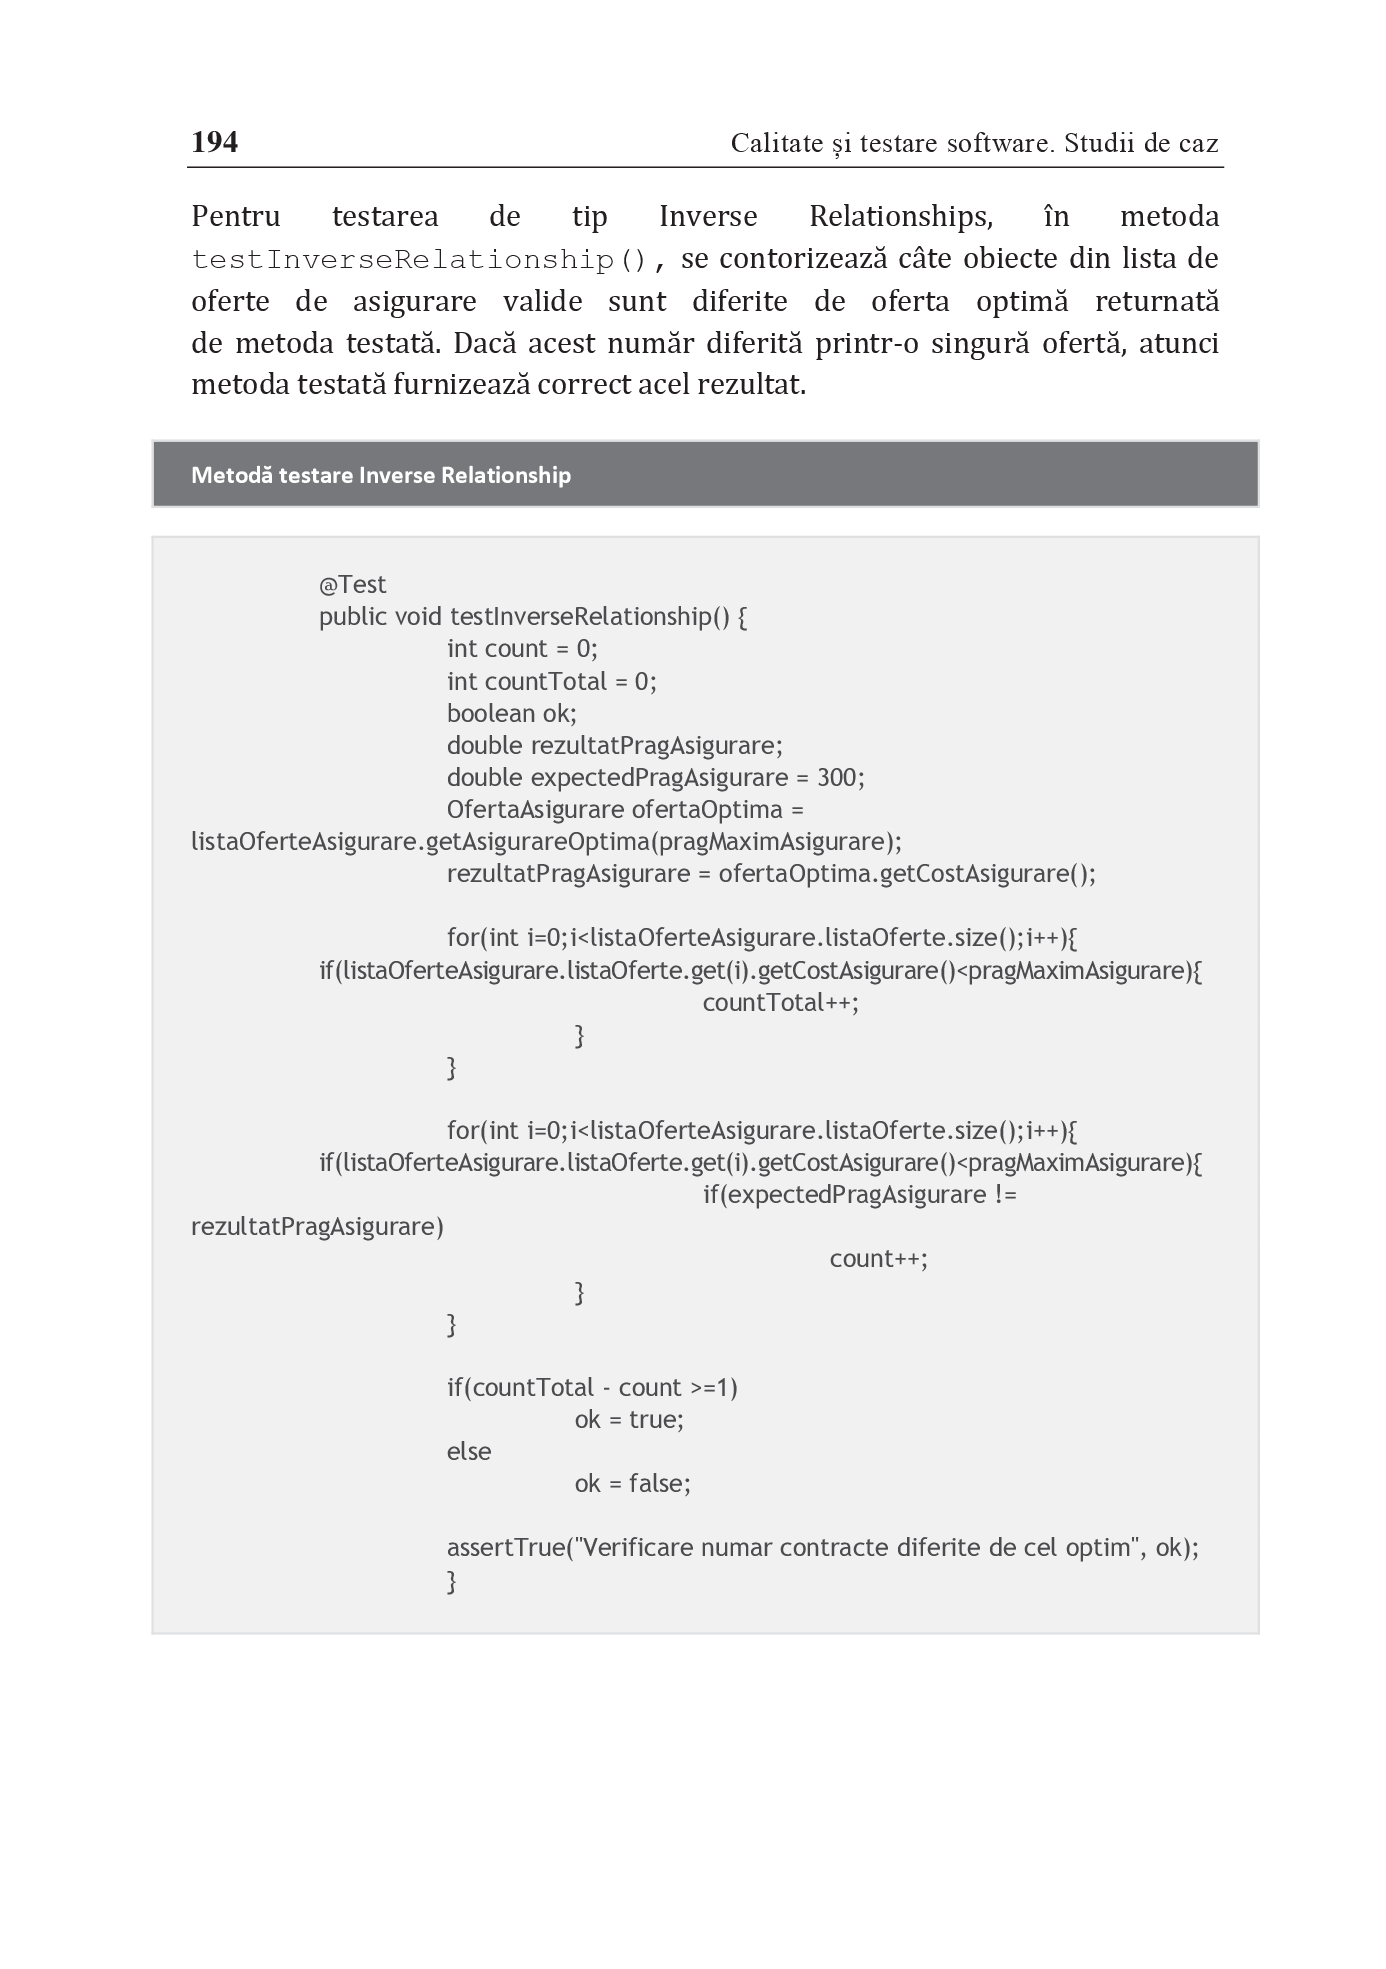 194 Calitate și testare software. Studii de caz
Pentru testarea de tip Inverse Relationships, în metoda
testInverseRelationship(), se contorizează câte obiecte din lista de
oferte de asigurare valide sunt diferite de oferta optimă returnată
de metoda testată. Dacă acest număr diferită printr-o singură ofertă, atunci
metoda testată furnizează correct acel rezultat.
Metodă testare Inverse Relationship
@Test
public void testInverseRelationship() {
int count = 0;
int countTotal = 0;
boolean ok;
double rezultatPragAsigurare;
double expectedPragAsigurare = 300;
OfertaAsigurare ofertaOptima =
listaOferteAsigurare.getAsigurareOptima(pragMaximAsigurare);
rezultatPragAsigurare = ofertaOptima.getCostAsigurare();
for(int i=0;i<listaOferteAsigurare.listaOferte.size();i++){
if(listaOferteAsigurare.listaOferte.get(i).getCostAsigurare()<pragMaximAsigurare){
countTotal++;
}
}
for(int i=0;i<listaOferteAsigurare.listaOferte.size();i++){
if(listaOferteAsigurare.listaOferte.get(i).getCostAsigurare()<pragMaximAsigurare){
if(expectedPragAsigurare !=
rezultatPragAsigurare)
count++;
}
}
if(countTotal - count >=1)
ok = true;
else
ok = false;
assertTrue("Verificare numar contracte diferite de cel optim", ok);
}